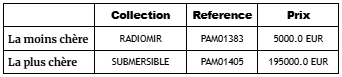 Collection Reference Prix
La moins chère RADIOMIR PAM01383 5000.0 EUR
La plus chère SUBMERSIBLE PAM01405 195000.0 EUR